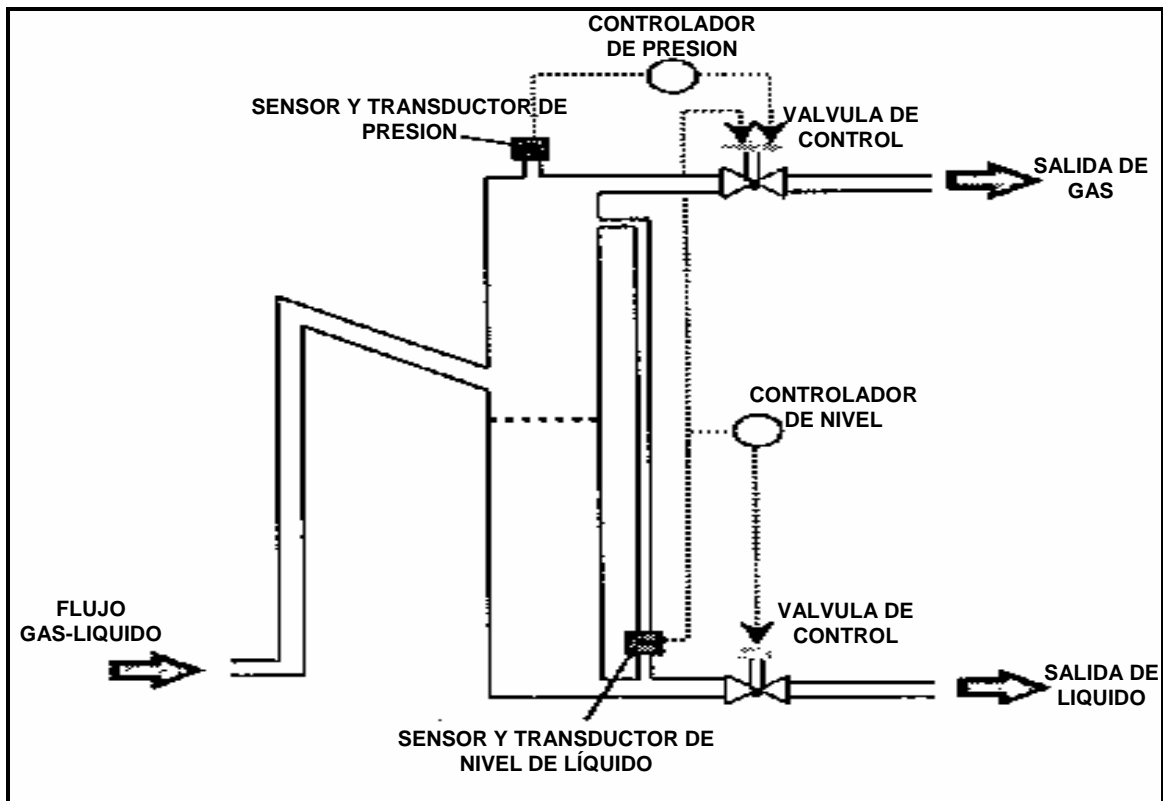 CONTROLADOR
DE PRESION
SENSOR Y TRANSDUCTOR DE
PRESION
VALVULA DE
CONTROL
SALIDA DE
GAS
CONTROLADOR
DE NIVEL
FLUJO
GAS-LIQUIDO
VALVULA DE
CONTROL
SALIDA DE
LIQUIDO
SENSOR Y TRANSDUCTOR DE
NIVEL DE LÍQUIDO